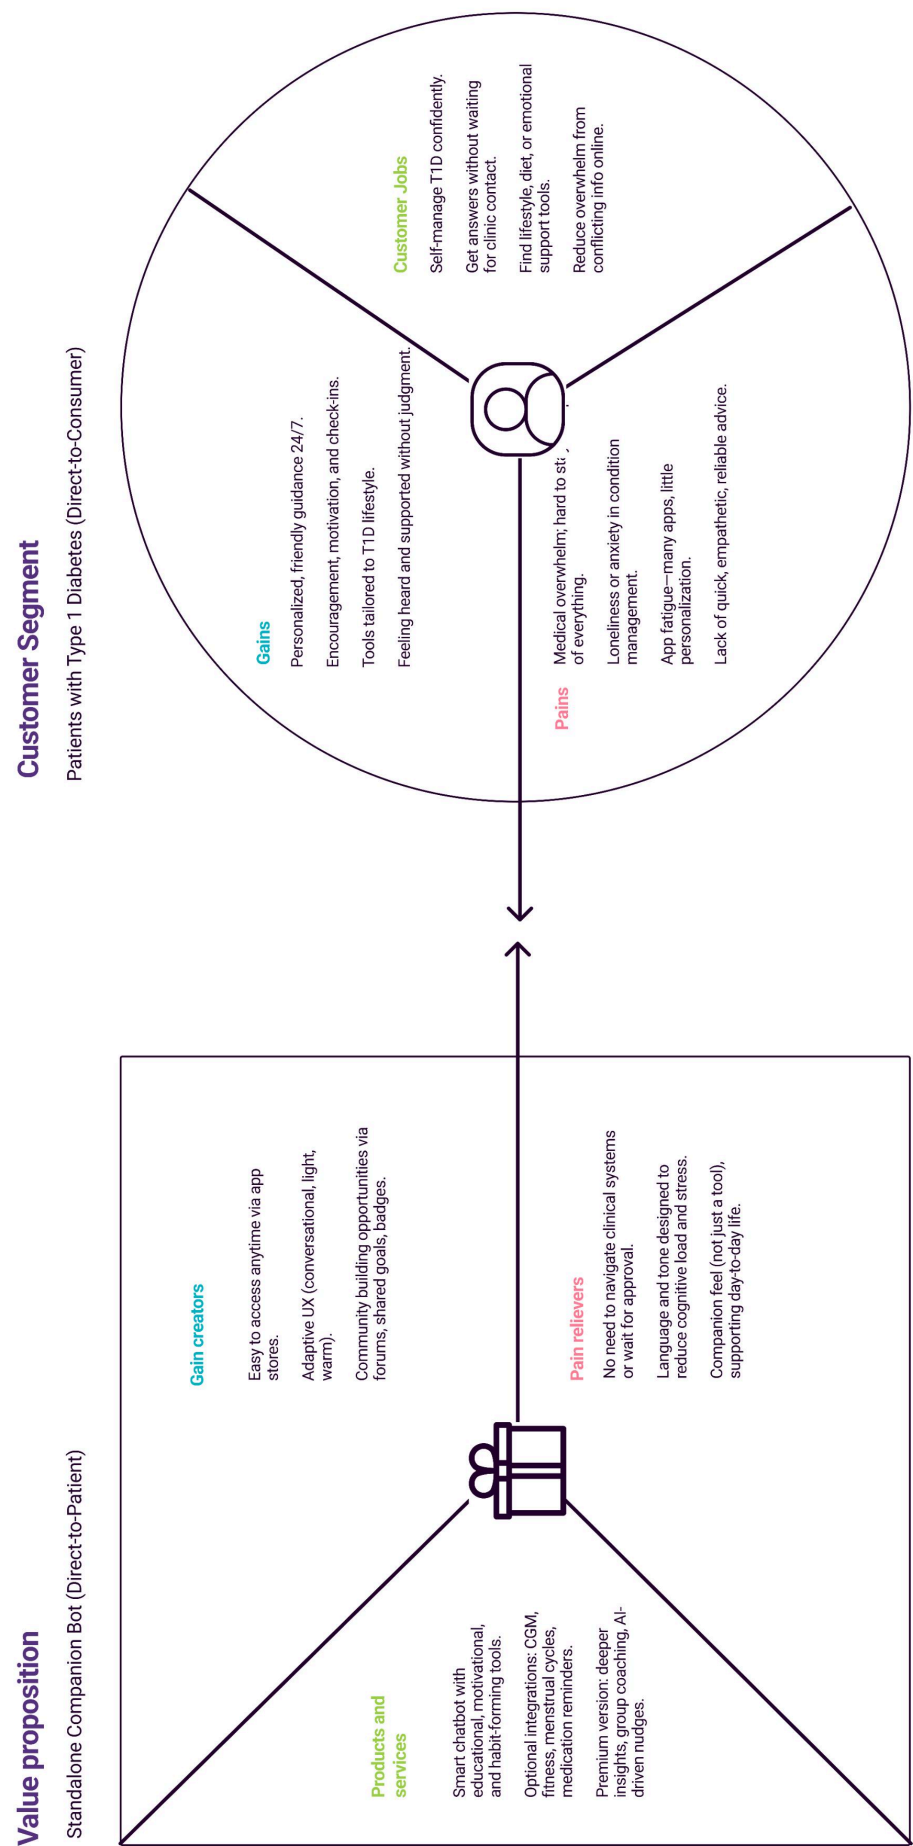 Value proposition
Standalone Companion Bot (Direct-to-Patient)
Gain creators
Easy to access anytime via app
stores.
Adaptive UX (conversational, light,
warm).
Community building opportunities via
forums, shared goals, badges.
Products and
services
Smart chatbot with
educational, motivational,
and habit-forming tools.
Optional integrations: CGM,
fitness, menstrual cycles,
medication reminders.
Premium version: deeper
insights, group coaching, AI-
driven nudges.
Pain relievers
No need to navigate clinical systems
or wait for approval.
Language and tone designed to
reduce cognitive load and stress.
Companion feel (not just a tool),
supporting day-to-day life.
Customer Segment
Patients with Type 1 Diabetes (Direct-to-Consumer)
Gains
Personalized, friendly guidance 24/7.
Encouragement, motivation, and check-ins.
Tools tailored to T1D lifestyle.
Feeling heard and supported without judgment.
Customer Jobs
Self-manage T1D confidently.
Get answers without waiting
for clinic contact.
Find lifestyle, diet, or emotional
support tools.
Reduce overwhelm from
conflicting info online.
Pains
Medical overwhelm; hard to
of everything.
Loneliness or anxiety in condition
management.
App fatigue—many apps, little
personalization.
Lack of quick, empathetic, reliable advice.